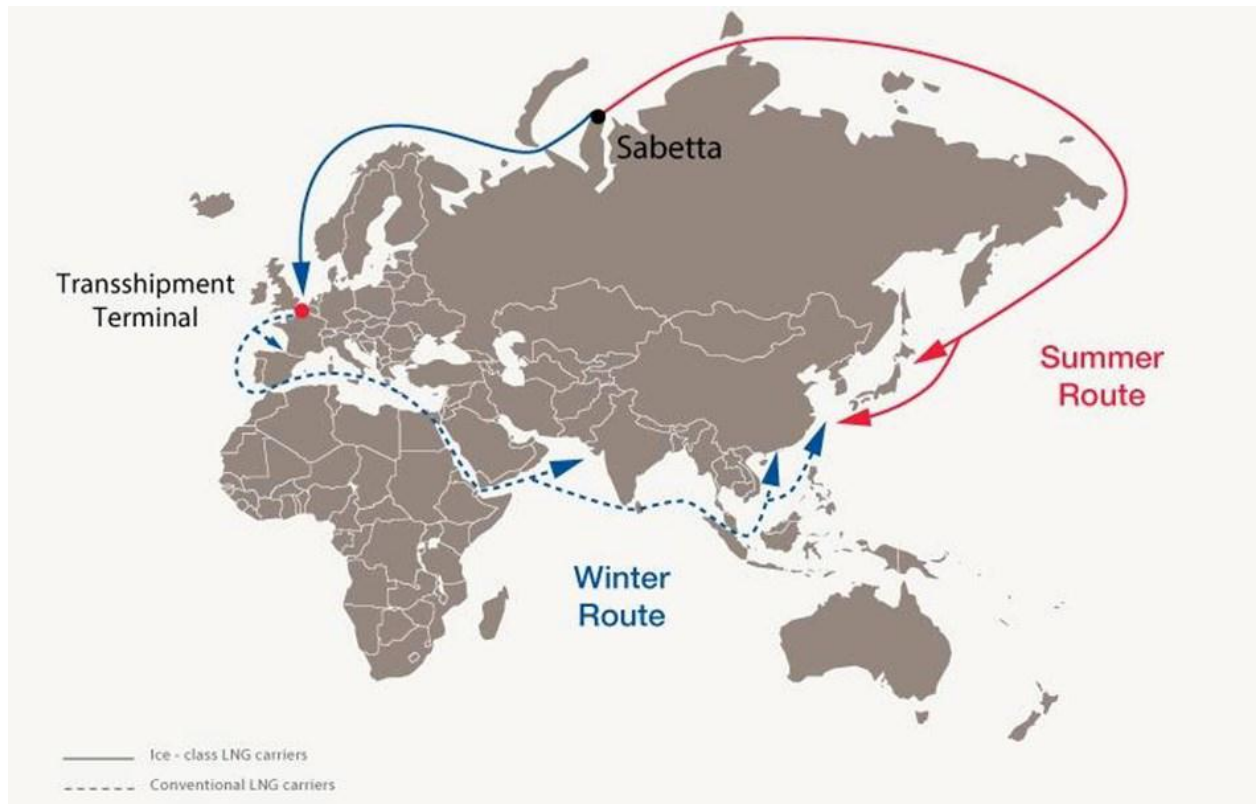 Sabetta
Transshipment
Terminal
Summer
Route
Winter
Route
Ice - class LNG carriers
Conventional LNG carriers